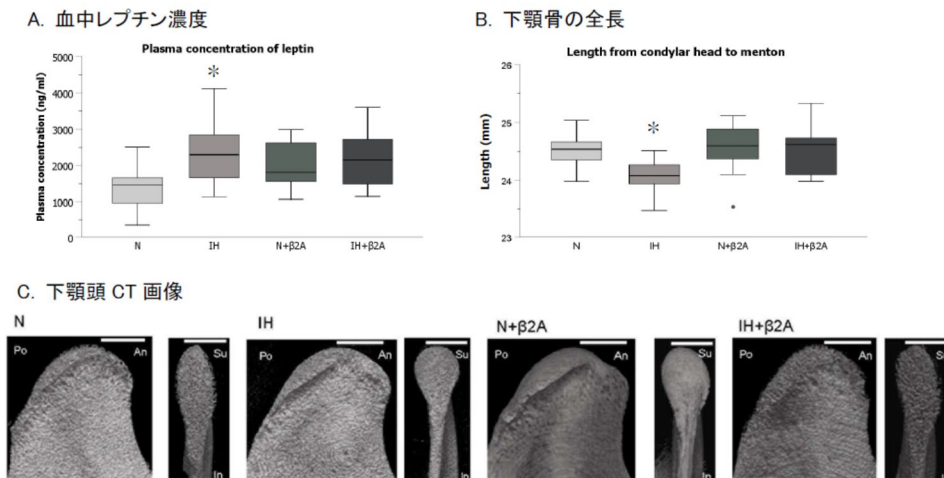 A. 血中レプチン濃度
Plasma concentration of leptin
Plasma concentration (ng/ml)
5000
4000
3000
2000
1000
0
*
N
IH
N+β2A
IH+β2A
B. 下顎骨の全長
Length from condylar head to menton
Length (mm)
26
25
24
23
*
N
IH
N+β2A
IH+β2A
C. 下顎頭 CT 画像
N
Po
An
Su
In
IH
Po
An
Su
In
N+β2A
Po
An
Su
In
IH+β2A
Po
An
Su
In